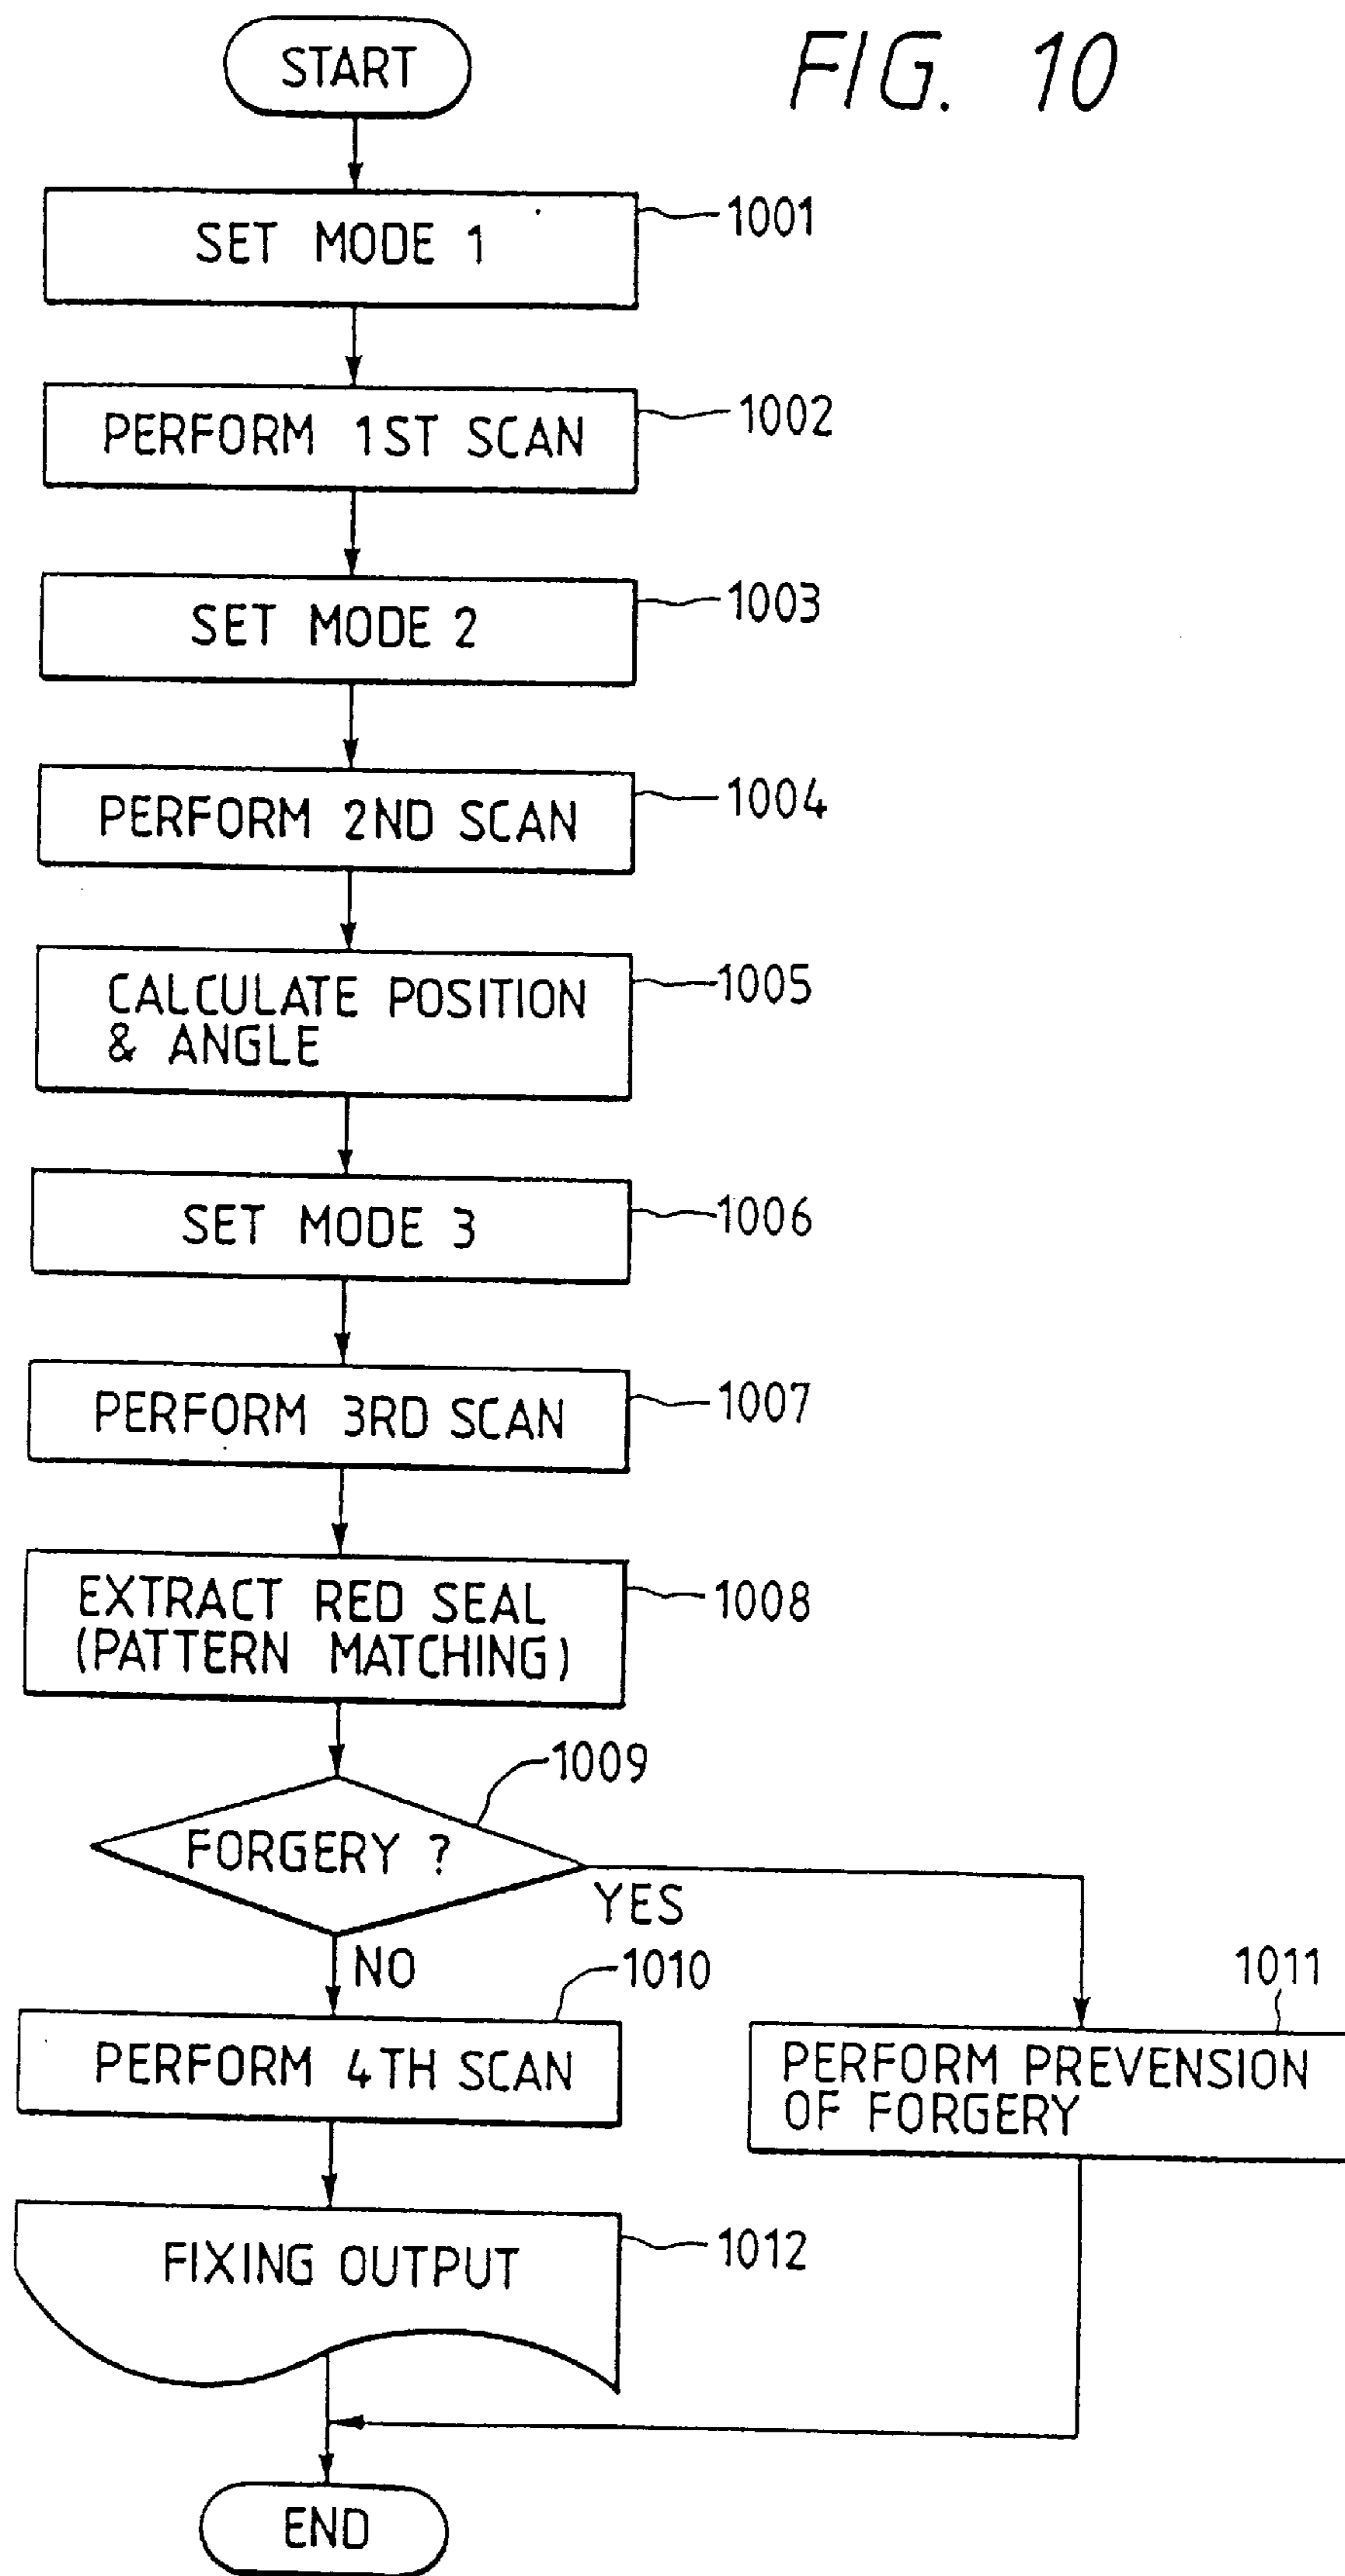 FIG. 10
START
SET MODE 1
1001
PERFORM 1ST SCAN
1002
SET MODE 2
1003
PERFORM 2ND SCAN
1004
CALCULATE POSITION
& ANGLE
1005
SET MODE 3
1006
PERFORM 3RD SCAN
1007
EXTRACT RED SEAL
(PATTERN MATCHING)
1008
FORGERY ?
1009
YES
NO
PERFORM 4TH SCAN
1010
PERFORM PREVENSION
OF FORGERY
1011
FIXING OUTPUT
1012
END